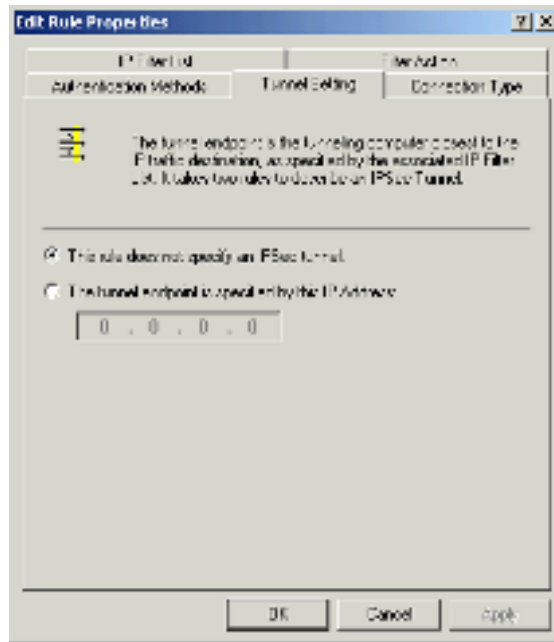 Edit Rule Properties
IP Filter List
Filter Action
Authentication Methods
Tunnel Setting
Connection Type
The tunnel endpoint is the tunneling computer closest to the
IP traffic destination, as specified by the associated IP Filter
List. It takes two rules to describe an IPSec Tunnel.
This rule does not specify an IPSec tunnel.
The tunnel endpoint is specified by this IP Address:
0 . 0 . 0 . 0
OK
Cancel
Apply